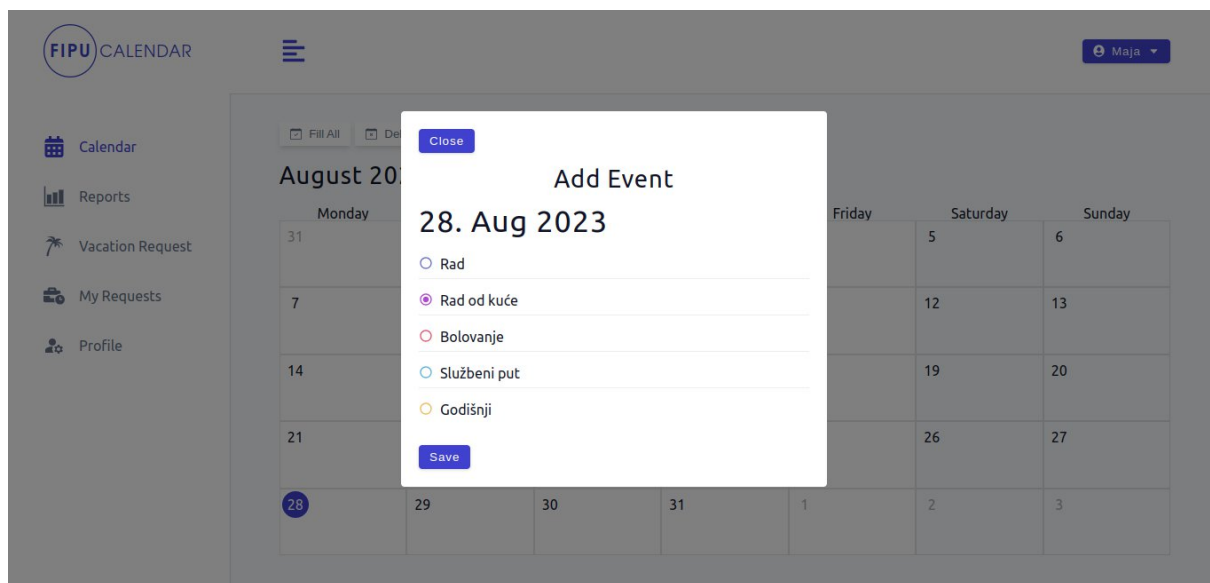 FIPU CALENDAR
Maja
Calendar
Reports
Vacation Request
My Requests
Profile
Fill All
August
Monday Friday Saturday Sunday
Close
Add Event
28. Aug 2023
Rad
Rad od kuće
Bolovanje
Službeni put
Godišnji
Save
31 5 6
7 12 13
14 19 20
21 26 27
28 29 30 31 1 2 3